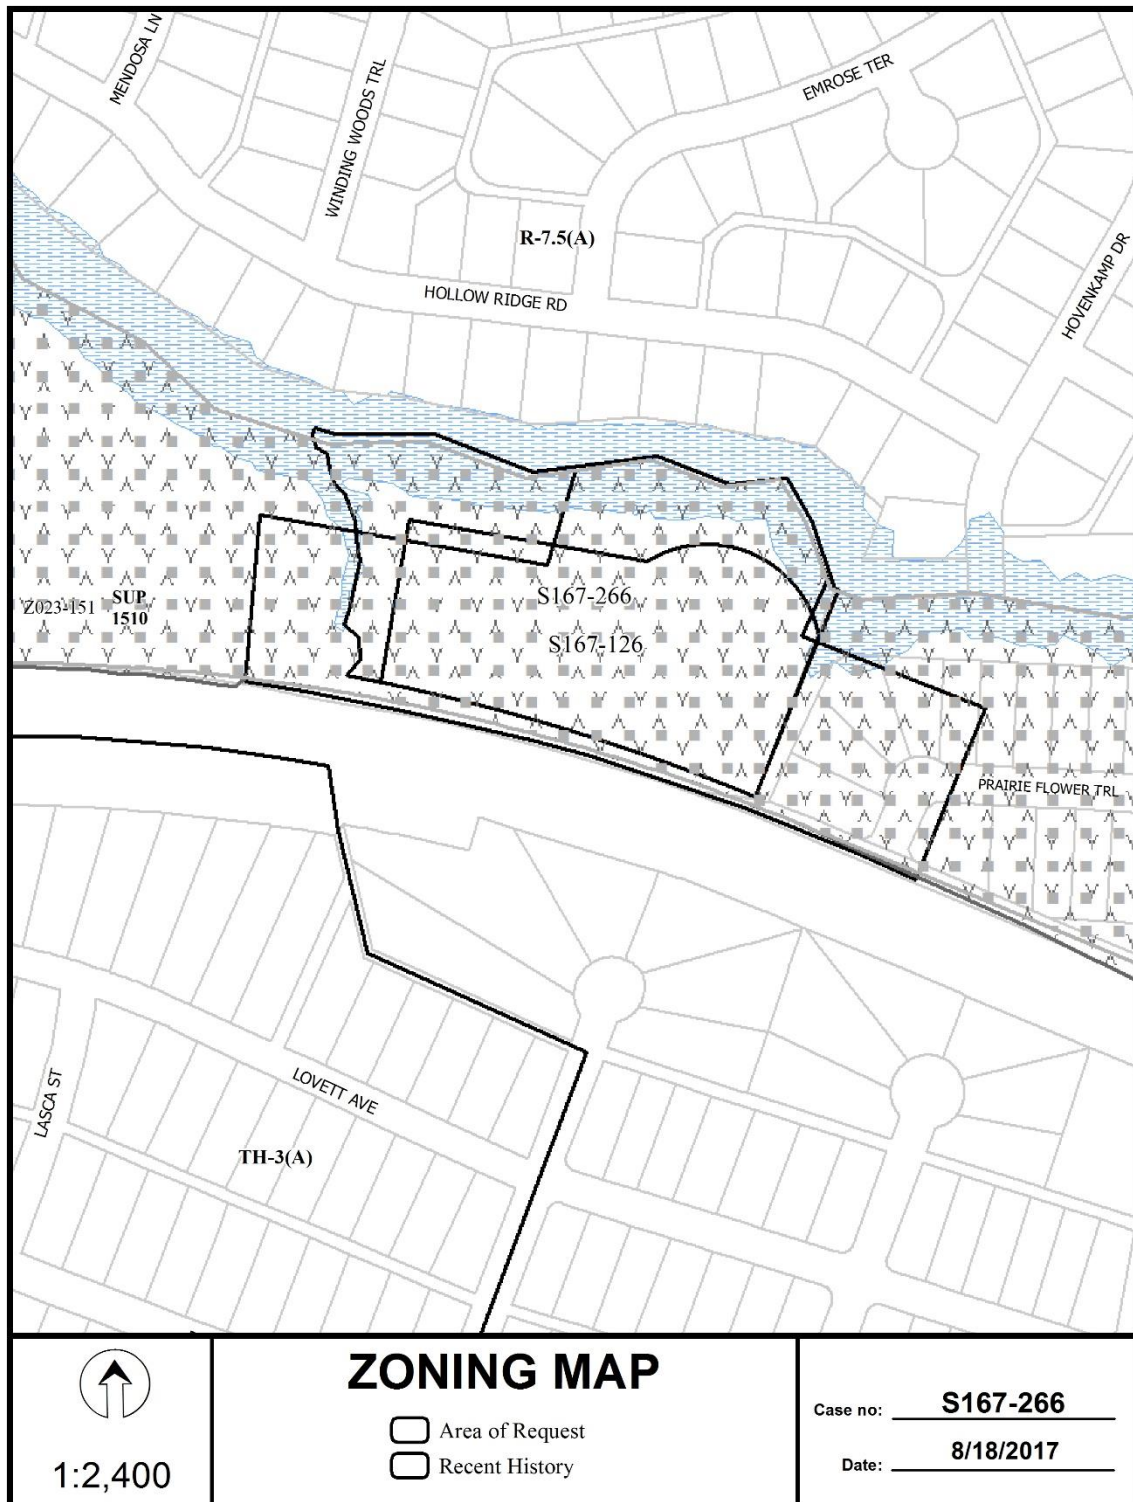 MENDOSA LN
WINDING WOODS TRL
EMROSE TER
R-7.5(A)
HOVENKAMP DR
HOLLOW RIDGE RD
S167-266
Z023-151
SUP
1510
S167-126
PRAIRIE FLOWER TRL
LASCA ST
LOVETT AVE
TH-3(A)
1:2,400
ZONING MAP
Area of Request
Recent History
Case no: S167-266
Date: 8/18/2017